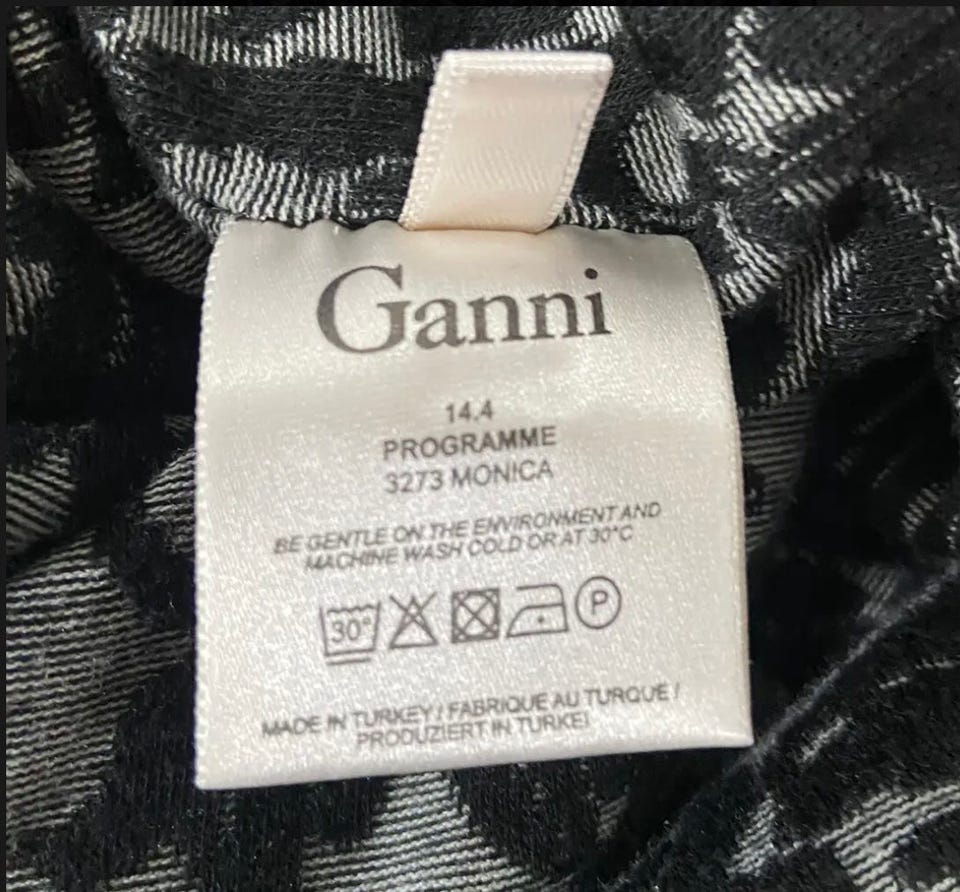 Ganni
14.4
PROGRAMME
3273 MONICA
BE GENTLE ON THE ENVIRONMENT AND
MACHINE WASH COLD OR AT 30°C
30° P
MADE IN TURKEY / FABRIQUE AU TURQUE /
PRODUZIERT IN TURKEI